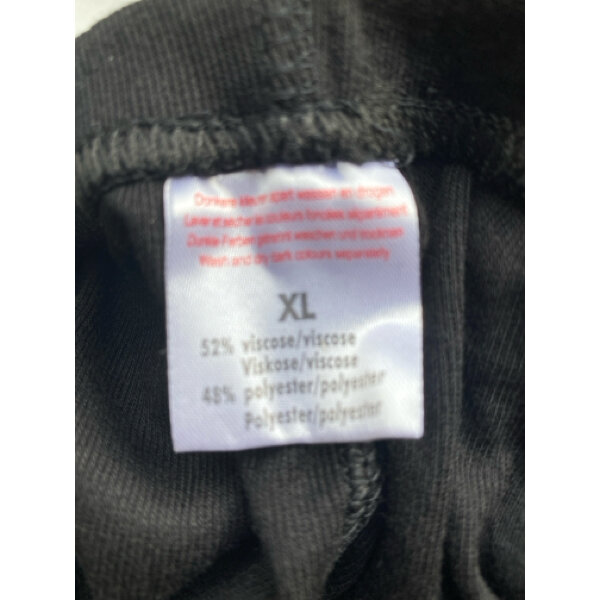 Donkere kleuren apart wassen en drogen
Laver et sécher les couleurs foncées séparément
Dunkle Farben getrennt waschen und trocknen
Wash and dry dark colours separately
XL
52% viscose/viscose
Viskose/viscose
48% polyester/polyester
Polyester/polyester